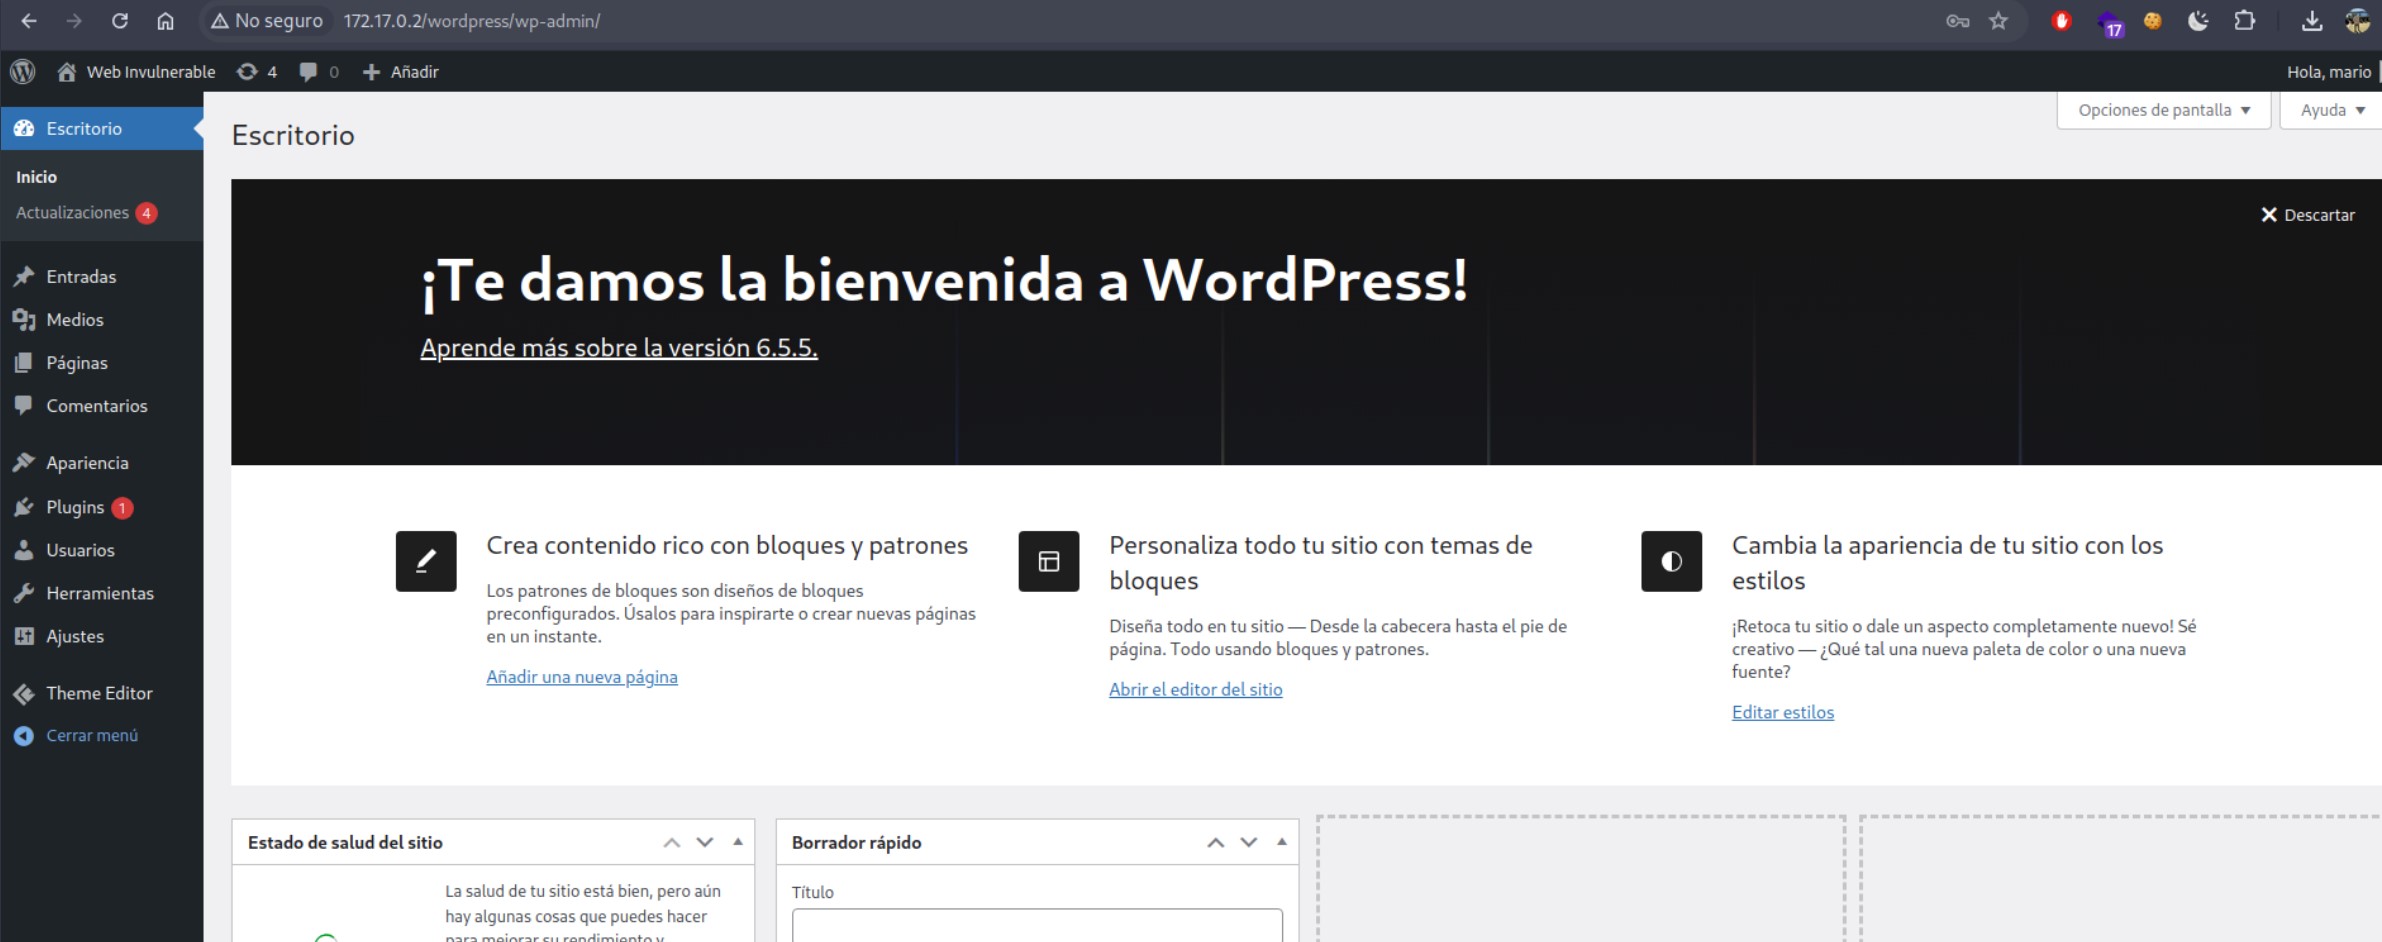 No seguro 172.17.0.2/wordpress/wp-admin/
17
Web Invulnerable 4 0 Añadir
Hola, mario
Escritorio
Inicio
Actualizaciones 4
Entradas
Medios
Páginas
Comentarios
Apariencia
Plugins 1
Usuarios
Herramientas
Ajustes
Theme Editor
Cerrar menú
Opciones de pantalla
Ayuda
Escritorio
Descartar
¡Te damos la bienvenida a WordPress!
Aprende más sobre la versión 6.5.5.
Crea contenido rico con bloques y patrones
Los patrones de bloques son diseños de bloques
preconfigurados. Úsalos para inspirarte o crear nuevas páginas
en un instante.
Añadir una nueva página
Personaliza todo tu sitio con temas de
bloques
Diseña todo en tu sitio — Desde la cabecera hasta el pie de
página. Todo usando bloques y patrones.
Abrir el editor del sitio
Cambia la apariencia de tu sitio con los
estilos
¡Retoca tu sitio o dale un aspecto completamente nuevo! Sé
creativo — ¿Qué tal una nueva paleta de color o una nueva
fuente?
Editar estilos
Estado de salud del sitio
La salud de tu sitio está bien, pero aún
hay algunas cosas que puedes hacer
para mejorar su rendimiento y
Borrador rápido
Título